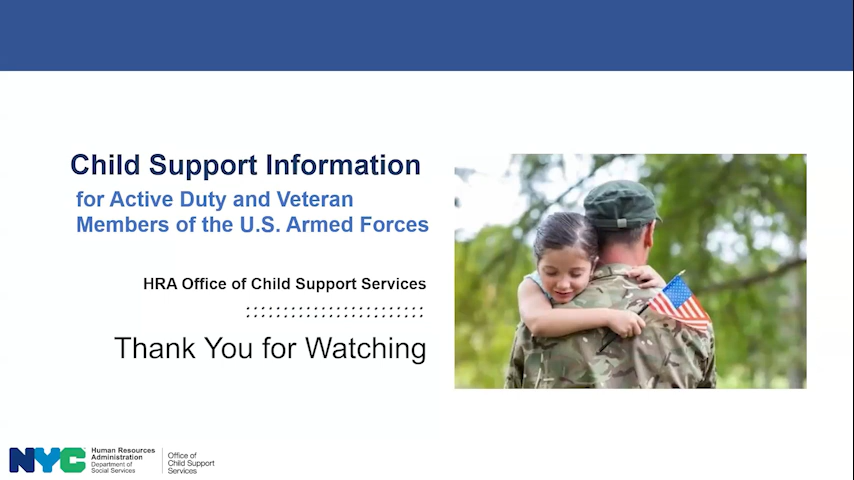 Child Support Information
for Active Duty and Veteran
Members of the U.S. Armed Forces
HRA Office of Child Support Services
Thank You for Watching
NYC
Human Resources
Administration
Department of
Social Services
Office of
Child Support
Services